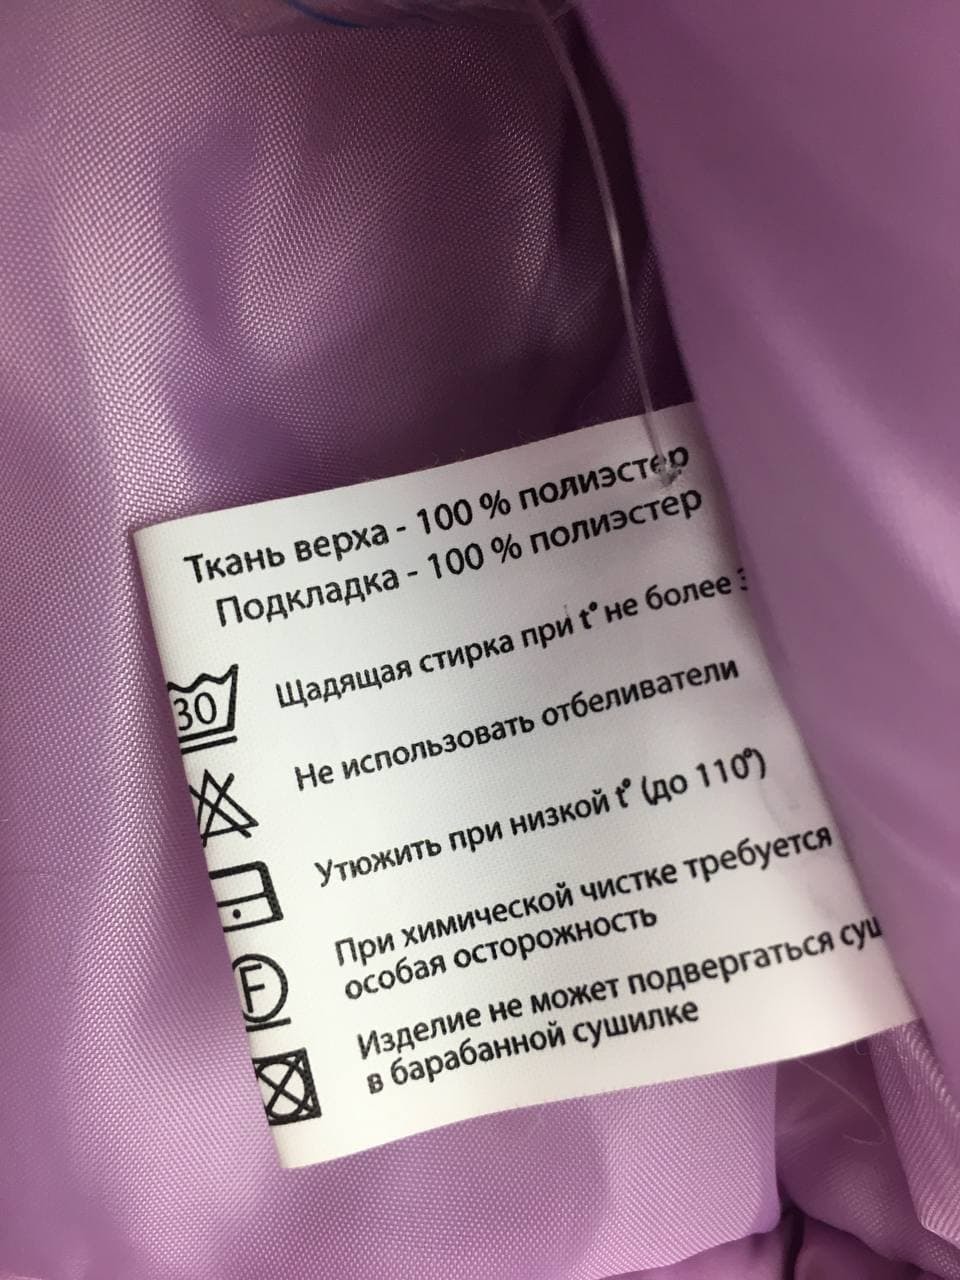 Ткань верха - 100 % полиэстер
Подкладка - 100 % полиэстер
30
Щадящая стирка при t° не более
Не использовать отбеливатели
Утюжить при низкой t° (до 110°)
F
При химической чистке требуется
особая осторожность
Изделие не может подвергаться
в барабанной сушилке